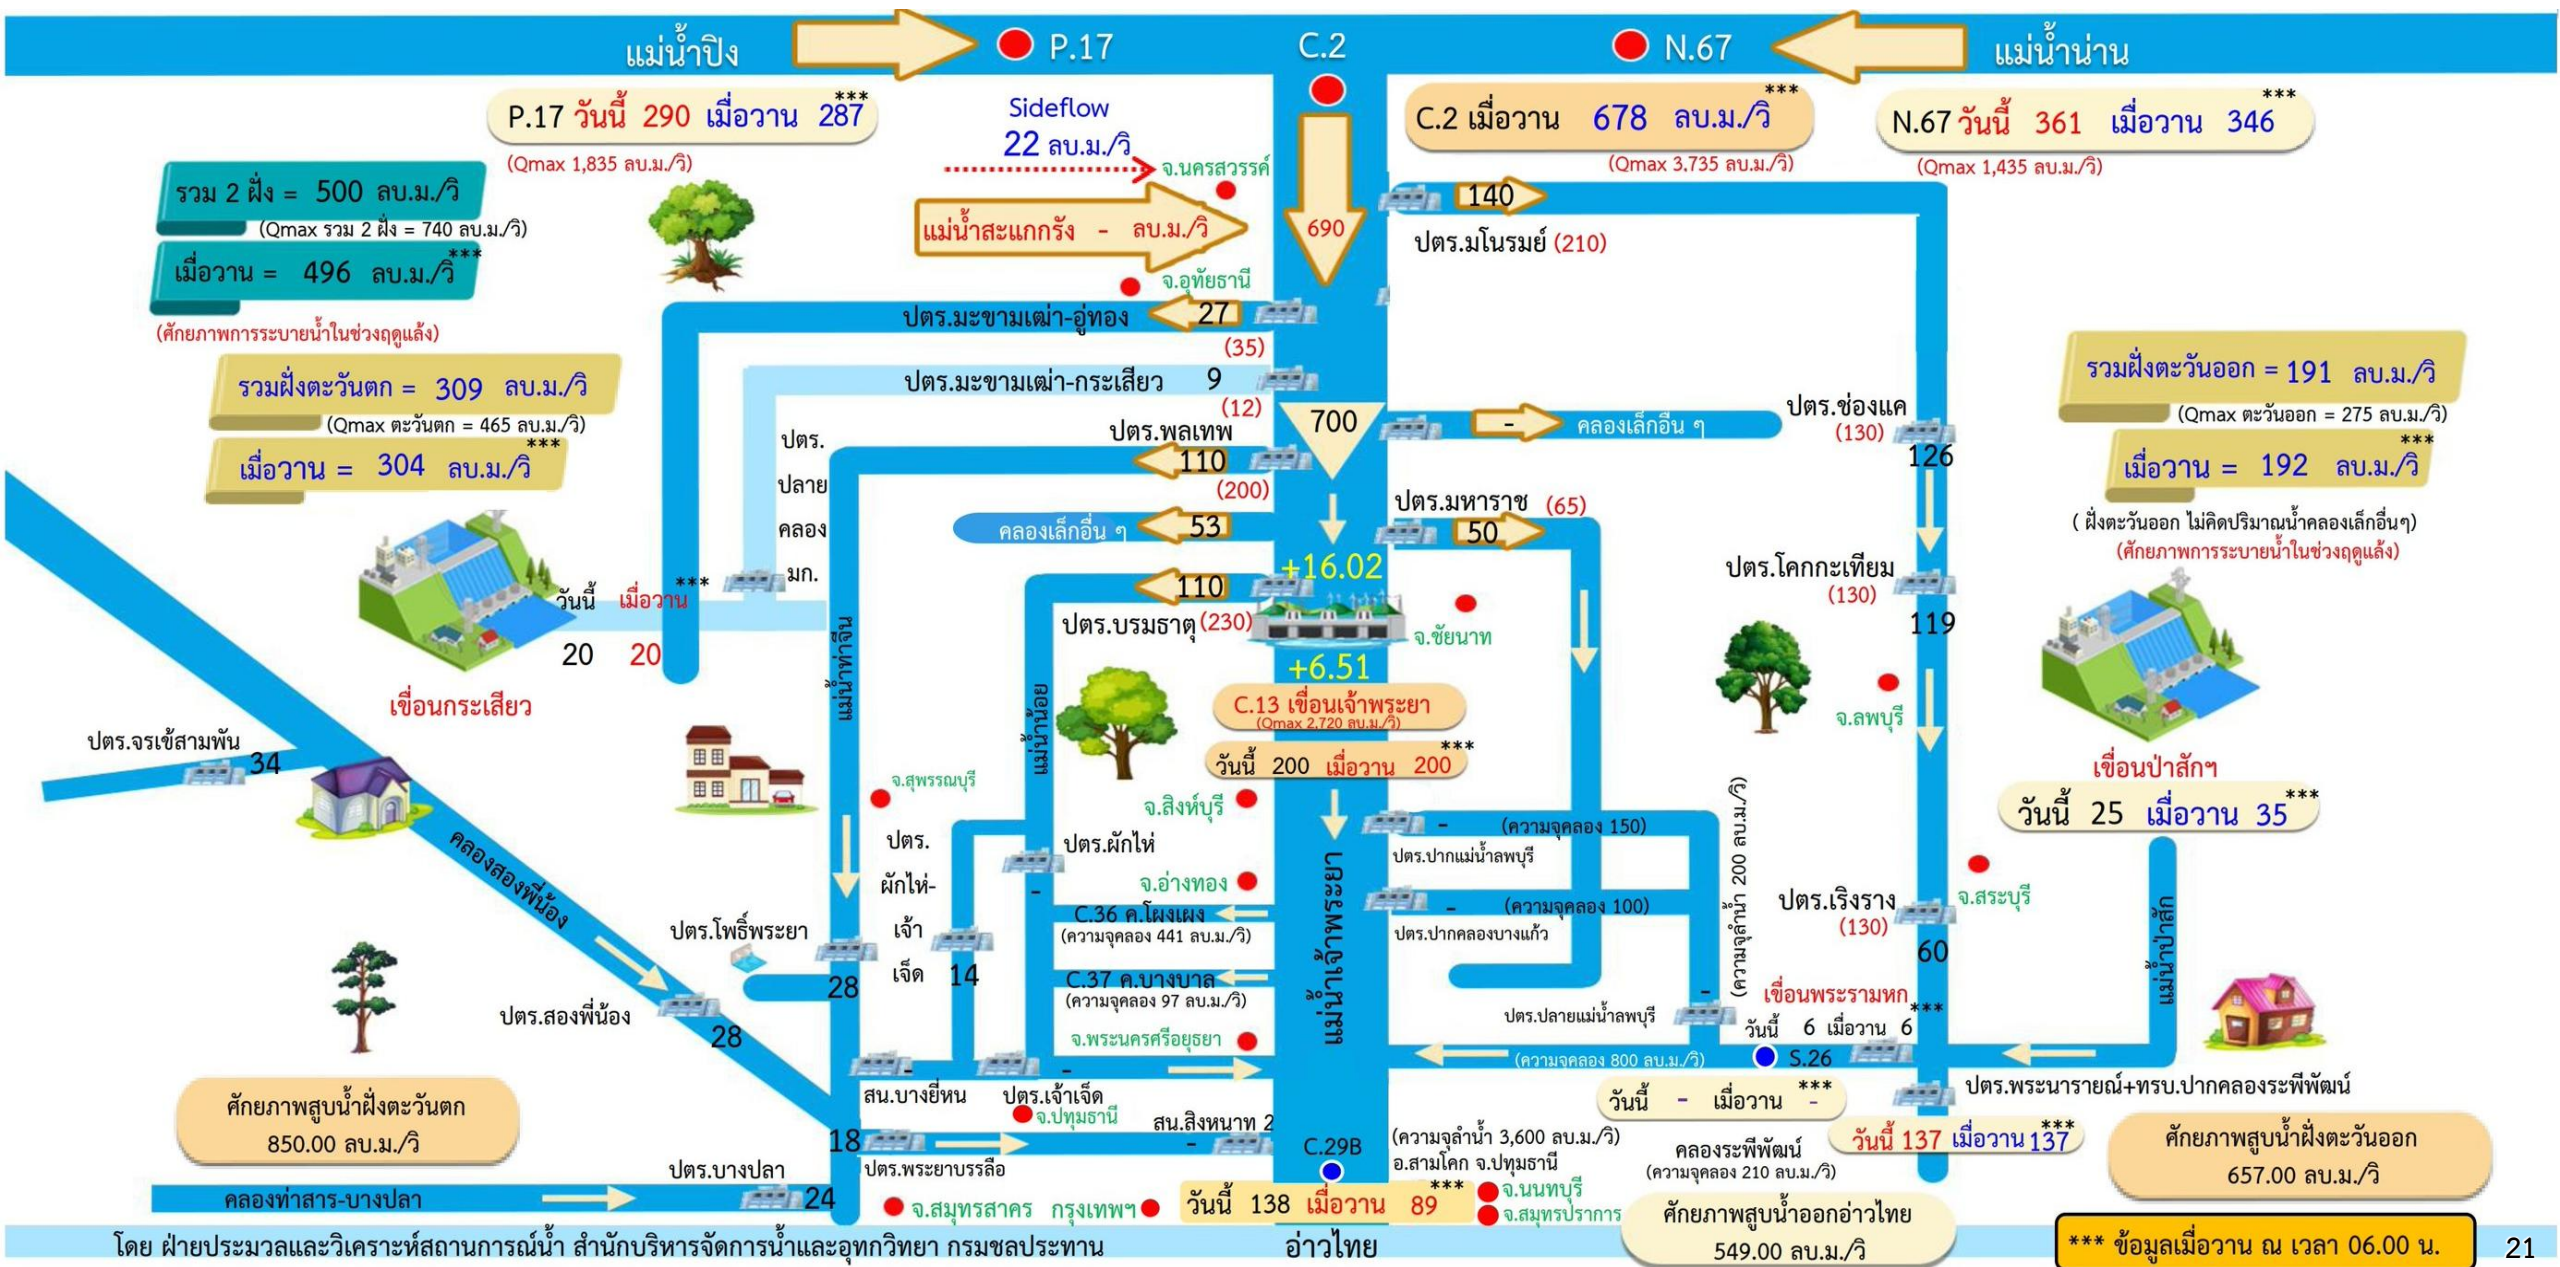 แม่น้ำปิง
P.17
C.2
N.67
แม่น้ำน่าน
P.17 วันนี้ 290 เมื่อวาน 287***
(Qmax 1,835 ลบ.ม./วิ)
Sideflow
22 ลบ.ม./วิ
C.2 เมื่อวาน 678 ลบ.ม./วิ***
(Qmax 3,735 ลบ.ม./วิ)
N.67 วันนี้ 361 เมื่อวาน 346***
(Qmax 1,435 ลบ.ม./วิ)
จ.นครสวรรค์
รวม 2 ฝั่ง = 500 ลบ.ม./วิ
(Qmax รวม 2 ฝั่ง = 740 ลบ.ม./วิ)
เมื่อวาน = 496 ลบ.ม./วิ***
(ศักยภาพการระบายน้ำในช่วงฤดูแล้ง)
แม่น้ำสะแกกรัง - ลบ.ม./วิ
690
จ.อุทัยธานี
140
ปตร.มโนรมย์ (210)
ปตร.มะขามเฒ่า-อู่ทอง 27
(35)
ปตร.มะขามเฒ่า-กระเสียว 9
(12)
รวมฝั่งตะวันตก = 309 ลบ.ม./วิ
(Qmax ตะวันตก = 465 ลบ.ม./วิ)
เมื่อวาน = 304 ลบ.ม./วิ***
รวมฝั่งตะวันออก = 191 ลบ.ม./วิ
(Qmax ตะวันออก = 275 ลบ.ม./วิ)
เมื่อวาน = 192 ลบ.ม./วิ***
( ฝั่งตะวันออก ไม่คิดปริมาณน้ำคลองเล็กอื่นๆ)
(ศักยภาพการระบายน้ำในช่วงฤดูแล้ง)
700
- คลองเล็กอื่น ๆ
ปตร.ช่องแค
(130)
126
ปตร.พลเทพ
110
(200)
ปตร.
ปลาย
คลอง
มก.
คลองเล็กอื่น ๆ 53
ปตร.มหาราช (65)
50
+16.02
110
ปตร.บรมธาตุ (230)
จ.ชัยนาท
+6.51
ปตร.โคกกะเทียม
(130)
119
วันนี้ เมื่อวาน***
20 20
เขื่อนกระเสียว
แม่น้ำท่าจีน
แม่น้ำน้อย
C.13 เขื่อนเจ้าพระยา
(Qmax 2,720 ลบ.ม./วิ)
วันนี้ 200 เมื่อวาน 200***
จ.ลพบุรี
เขื่อนป่าสักฯ
วันนี้ 25 เมื่อวาน 35***
ปตร.จรเข้สามพัน
34
จ.สุพรรณบุรี
จ.สิงห์บุรี
- (ความจุคลอง 150)
ปตร.ปากแม่น้ำลพบุรี
(ความจุลำน้ำ 200 ลบ.ม./วิ)
คลองสองพี่น้อง
ปตร.
ผักไห่-
เจ้า
เจ็ด
14
ปตร.ผักไห่
-
จ.อ่างทอง
แม่น้ำเจ้าพระยา
C.36 ค.โผงเผง
(ความจุคลอง 441 ลบ.ม./วิ)
- (ความจุคลอง 100)
ปตร.ปากคลองบางแก้ว
ปตร.เริงราง
(130)
60
จ.สระบุรี
แม่น้ำป่าสัก
ปตร.โพธิ์พระยา
28
C.37 ค.บางบาล
(ความจุคลอง 97 ลบ.ม./วิ)
ปตร.สองพี่น้อง
28
จ.พระนครศรีอยุธยา
-
ปตร.ปลายแม่น้ำลพบุรี
เขื่อนพระรามหก
วันนี้ 6 เมื่อวาน 6***
(ความจุคลอง 800 ลบ.ม./วิ)
S.26
-
สน.บางยี่หน
-
ปตร.เจ้าเจ็ด
วันนี้ - เมื่อวาน -***
ปตร.พระนารายณ์+ทรบ.ปากคลองระพีพัฒน์
วันนี้ 137 เมื่อวาน 137***
ศักยภาพสูบน้ำฝั่งตะวันตก
850.00 ลบ.ม./วิ
จ.ปทุมธานี
18
ปตร.พระยาบรรลือ
สน.สิงหนาท 2
-
C.29B
(ความจุลำน้ำ 3,600 ลบ.ม./วิ)
อ.สามโคก จ.ปทุมธานี
คลองระพีพัฒน์
(ความจุคลอง 210 ลบ.ม./วิ)
ศักยภาพสูบน้ำฝั่งตะวันออก
657.00 ลบ.ม./วิ
ปตร.บางปลา
คลองท่าสาร-บางปลา
24
จ.สมุทรสาคร กรุงเทพฯ
วันนี้ 138 เมื่อวาน 89***
จ.นนทบุรี
จ.สมุทรปราการ
ศักยภาพสูบน้ำออกอ่าวไทย
549.00 ลบ.ม./วิ
โดย ฝ่ายประมวลและวิเคราะห์สถานการณ์น้ำ สำนักบริหารจัดการน้ำและอุทกวิทยา กรมชลประทาน
อ่าวไทย
*** ข้อมูลเมื่อวาน ณ เวลา 06.00 น.
21